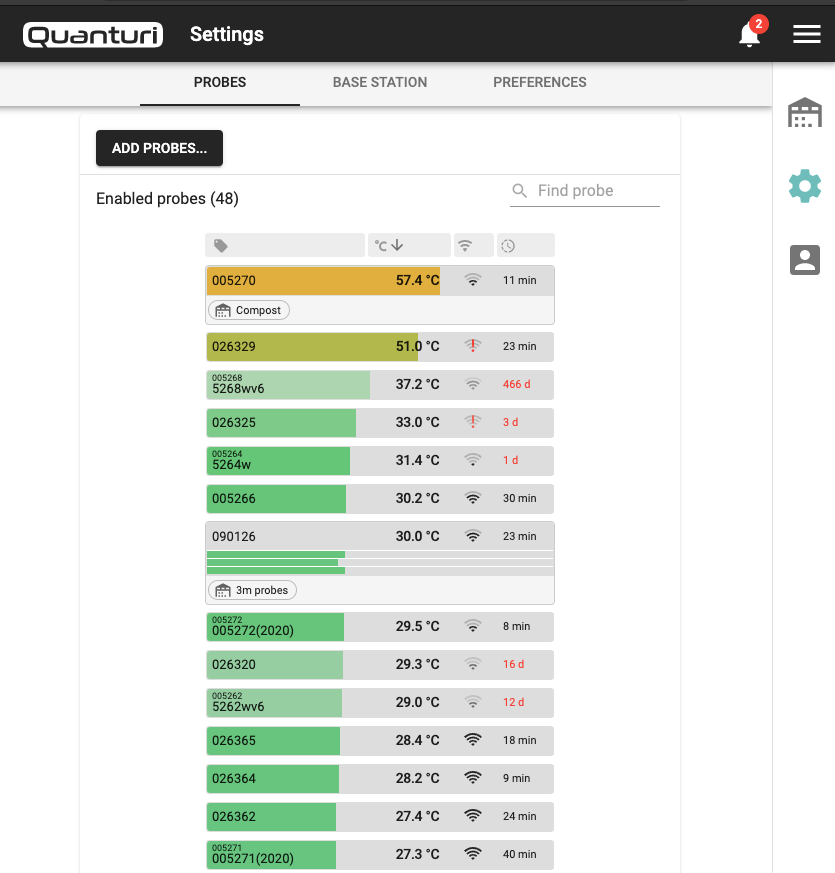 Quanturi Settings 2
PROBES BASE STATION PREFERENCES
ADD PROBES...
Enabled probes (48) Find probe
°C
005270 57.4 °C 11 min
Compost
026329 51.0 °C 23 min
005268
5268wv6 37.2 °C 466 d
026325 33.0 °C 3 d
005264
5264w 31.4 °C 1 d
005266 30.2 °C 30 min
090126 30.0 °C 23 min
3m probes
005272
005272(2020) 29.5 °C 8 min
026320 29.3 °C 16 d
005262
5262wv6 29.0 °C 12 d
026365 28.4 °C 18 min
026364 28.2 °C 9 min
026362 27.4 °C 24 min
005271
005271(2020) 27.3 °C 40 min